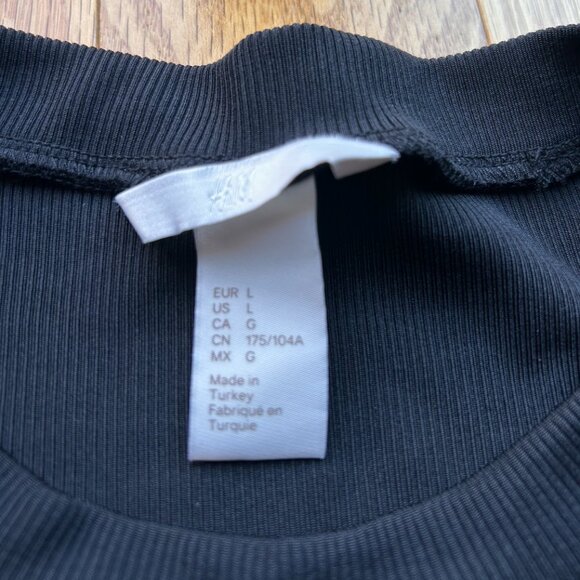 EUR L
US L
CA G
CN 175/104A
MX G
Made in
Turkey
Fabriqué en
Turquie